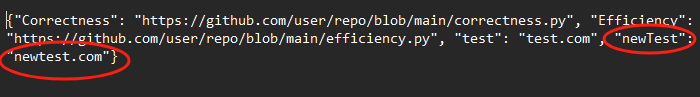 {"Correctness": "https://github.com/user/repo/blob/main/correctness.py", "Efficiency":
"https://github.com/user/repo/blob/main/efficiency.py", "test": "test.com", "newTest":
"newtest.com"}